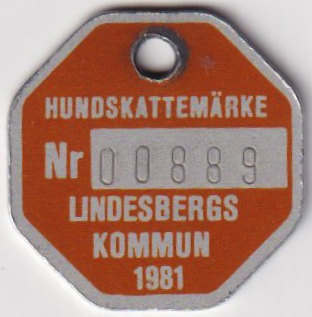 HUNDSKATTEMÄRKE
Nr 00889
LINDESBERGS
KOMMUN
1981